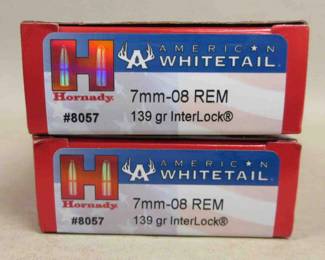 H
Hornady
#8057
AMERICAN
WHITETAIL
7mm-08 REM
139 gr InterLock®
H
Hornady
#8057
AMERICAN
WHITETAIL
7mm-08 REM
139 gr InterLock®